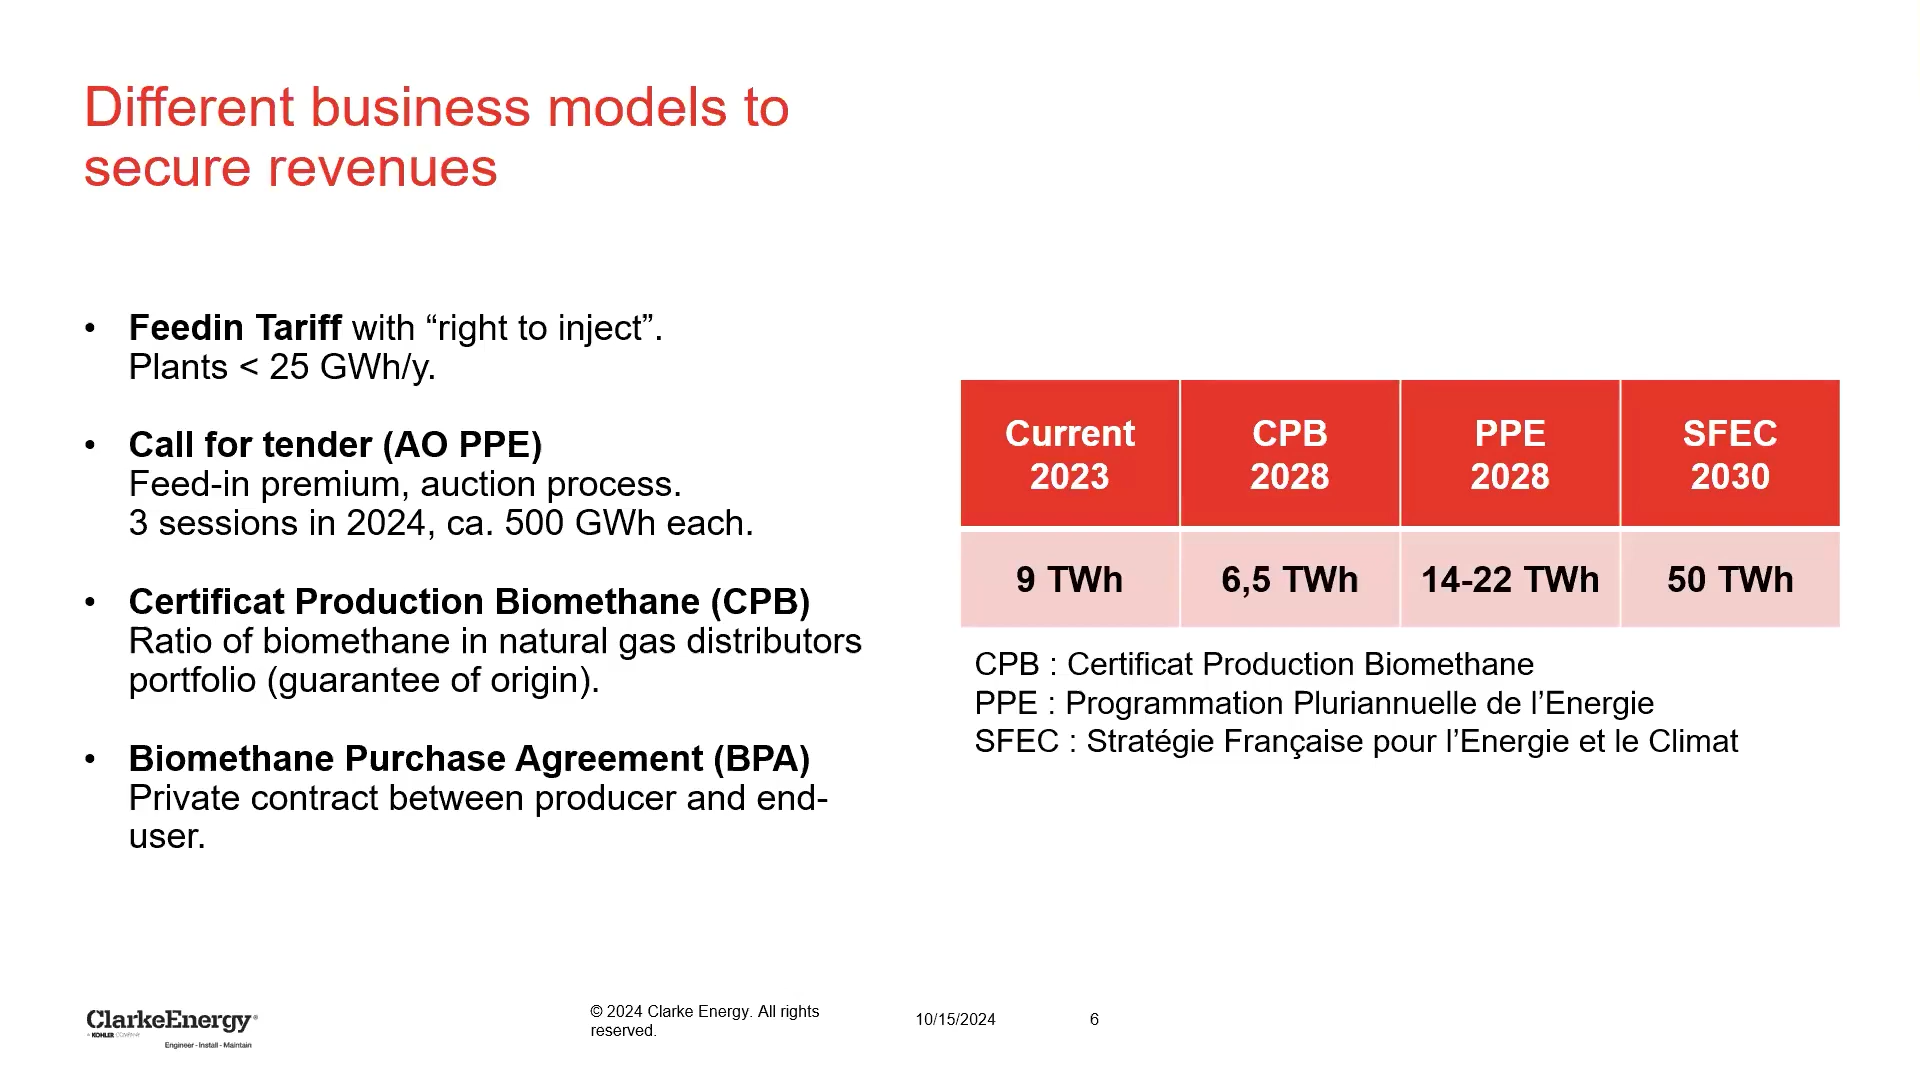 Different business models to
secure revenues
• Feedin Tariff with “right to inject”.
Plants < 25 GWh/y.
• Call for tender (AO PPE)
Feed-in premium, auction process.
3 sessions in 2024, ca. 500 GWh each.
• Certificat Production Biomethane (CPB)
Ratio of biomethane in natural gas distributors
portfolio (guarantee of origin).
• Biomethane Purchase Agreement (BPA)
Private contract between producer and end-
user.
Current 2023
CPB 2028
PPE 2028
SFEC 2030
9 TWh
6,5 TWh
14-22 TWh
50 TWh
CPB : Certificat Production Biomethane
PPE : Programmation Pluriannuelle de l’Energie
SFEC : Stratégie Française pour l’Energie et le Climat
ClarkeEnergy®
A KOHLER COMPANY
Engineer - Install - Maintain
© 2024 Clarke Energy. All rights
reserved.
10/15/2024
6